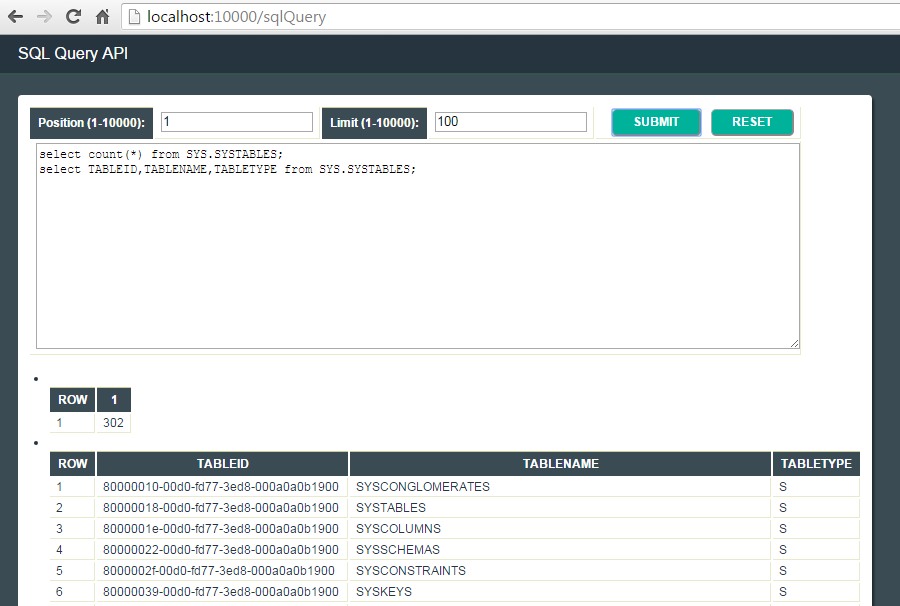 localhost:10000/sqlQuery
SQL Query API
Position (1-10000): 1 Limit (1-10000): 100 SUBMIT RESET
select count(*) from SYS.SYSTABLES;
select TABLEID,TABLENAME,TABLETYPE from SYS.SYSTABLES;
ROW 1
1 302
ROW TABLEID TABLENAME TABLETYPE
1 80000010-00d0-fd77-3ed8-000a0a0b1900 SYSCONGLOMERATES S
2 80000018-00d0-fd77-3ed8-000a0a0b1900 SYSTABLES S
3 8000001e-00d0-fd77-3ed8-000a0a0b1900 SYSCOLUMNS S
4 80000022-00d0-fd77-3ed8-000a0a0b1900 SYSSCHEMAS S
5 8000002f-00d0-fd77-3ed8-000a0a0b1900 SYSCONSTRAINTS S
6 80000039-00d0-fd77-3ed8-000a0a0b1900 SYSKEYS S